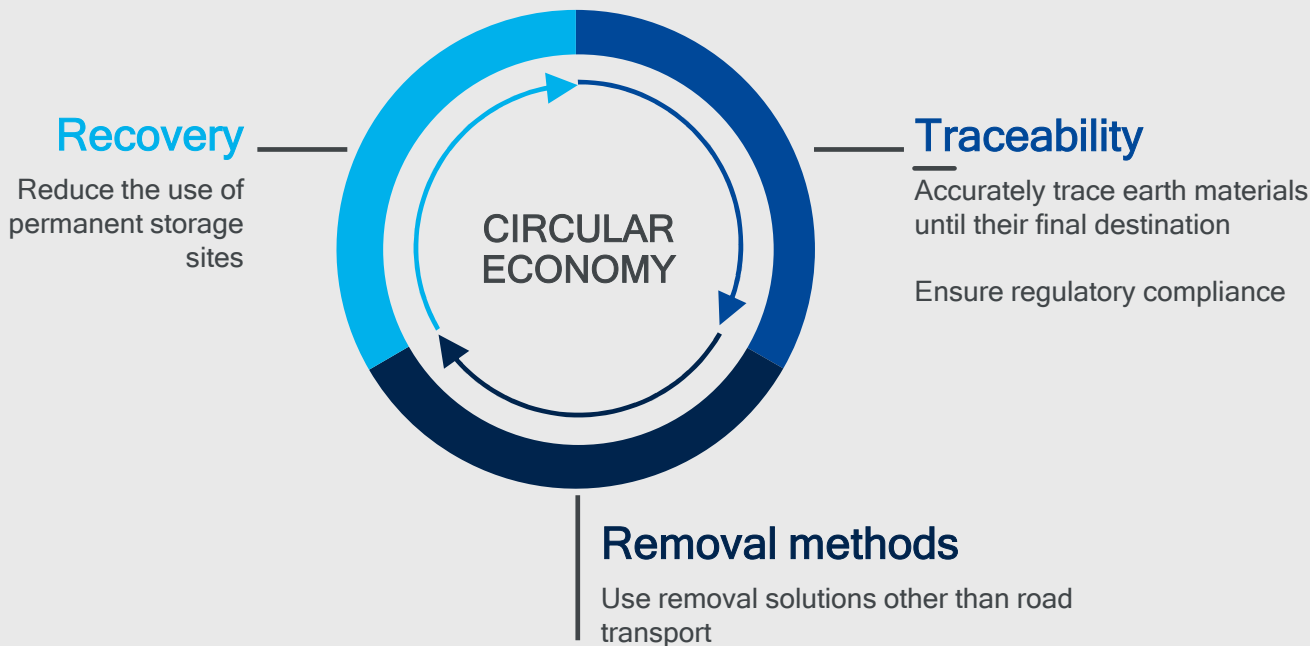 Recovery
Reduce the use of
permanent storage
sites
CIRCULAR
ECONOMY
Traceability
Accurately trace earth materials
until their final destination
Ensure regulatory compliance
Removal methods
Use removal solutions other than road
transport